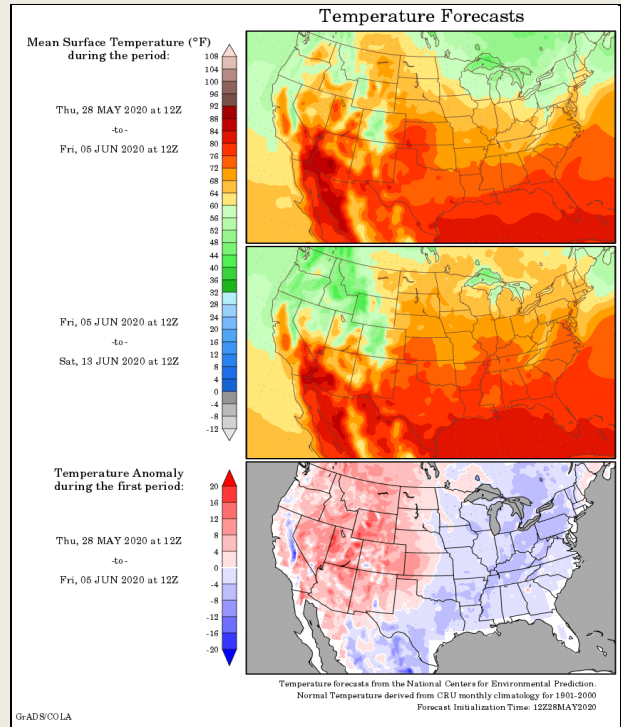 Temperature Forecasts
Mean Surface Temperature (°F)
during the period:
Thu, 28 MAY 2020 at 12Z
-to-
Fri, 05 JUN 2020 at 12Z
108
104
100
96
92
88
84
80
76
72
68
64
60
56
52
48
44
40
36
32
28
24
20
16
12
8
4
0
-4
-8
-12
Fri, 05 JUN 2020 at 12Z
-to-
Sat, 13 JUN 2020 at 12Z
Temperature Anomaly
during the first period:
Thu, 28 MAY 2020 at 12Z
-to-
Fri, 05 JUN 2020 at 12Z
20
16
12
8
4
0
-4
-8
-12
-16
-20
Temperature forecasts from the National Centers for Environmental Prediction.
Normal Temperature derived from CRU monthly climatology for 1901-2000
Forecast Initialization Time: 12Z28MAY2020
GrADS/COLA